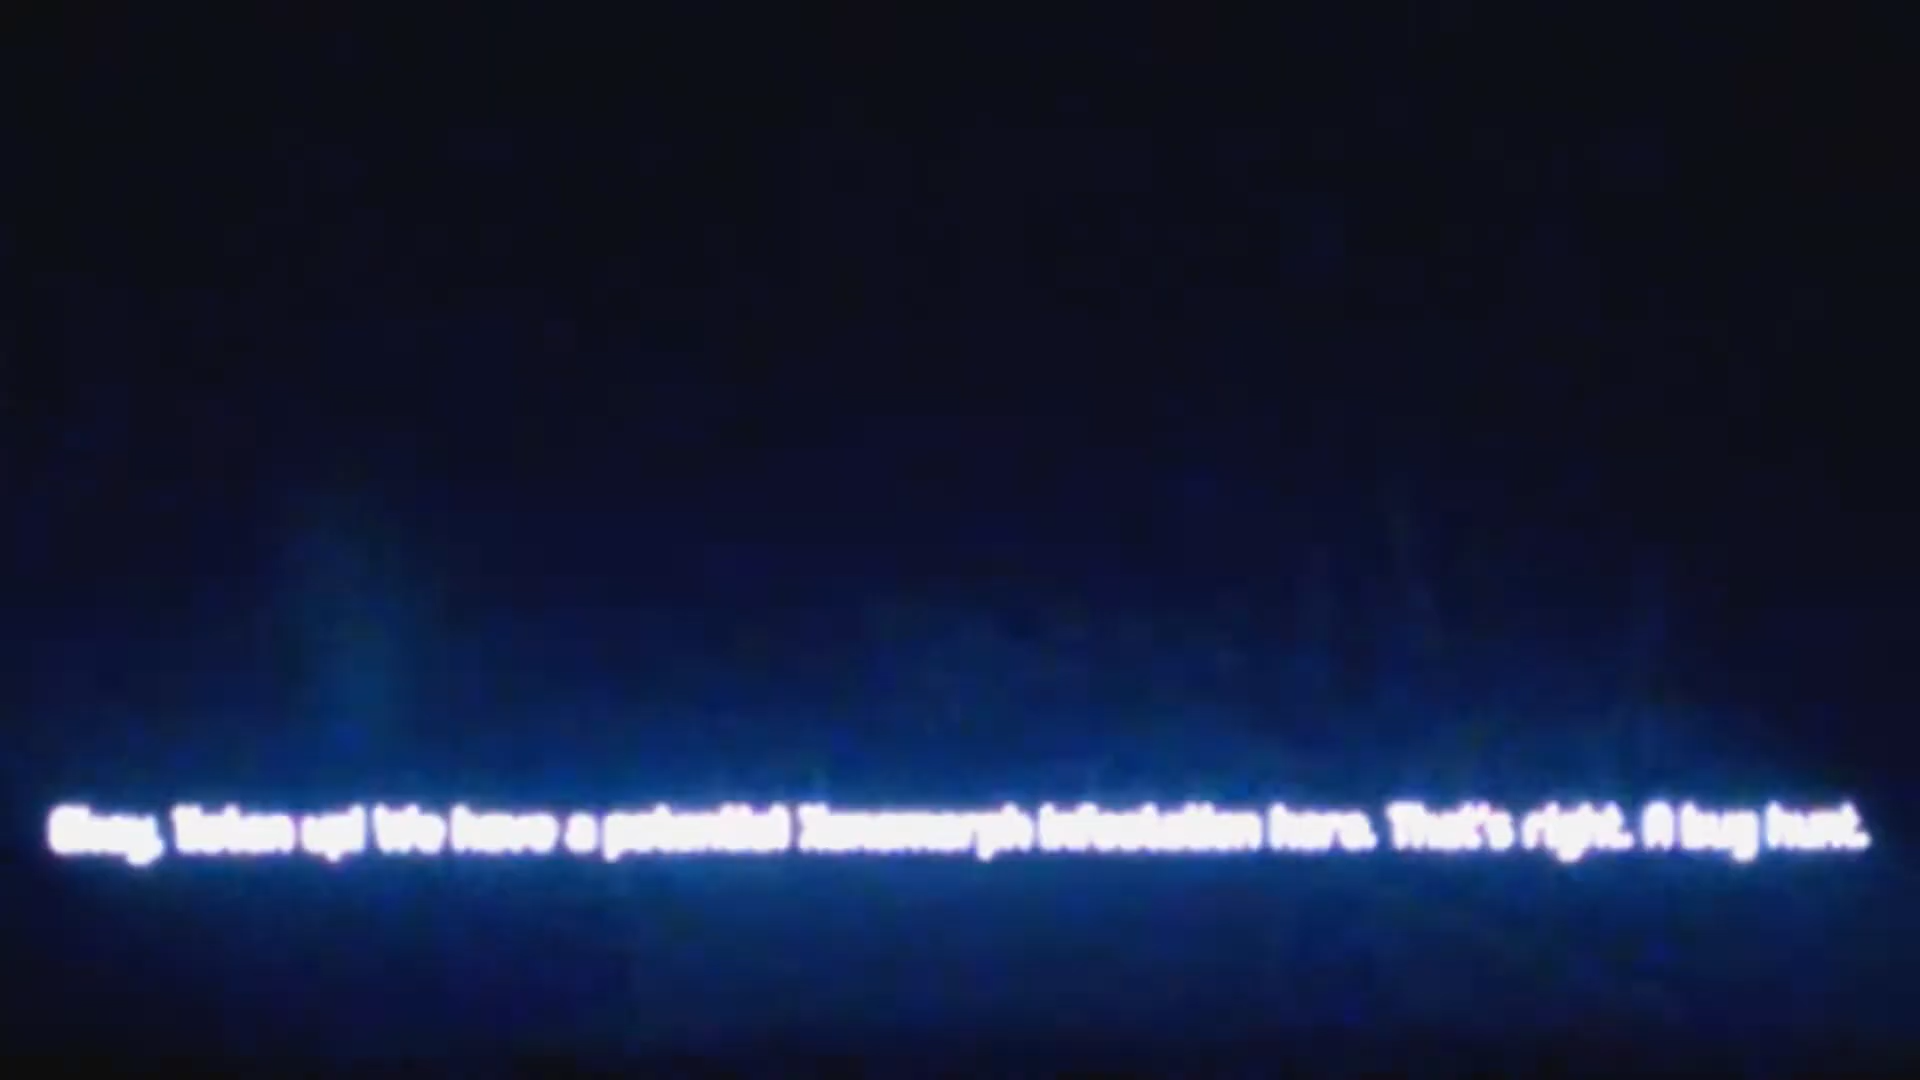 Okay, listen up! We have a potential Xenomorph infestation here. That's right. A bug hunt.